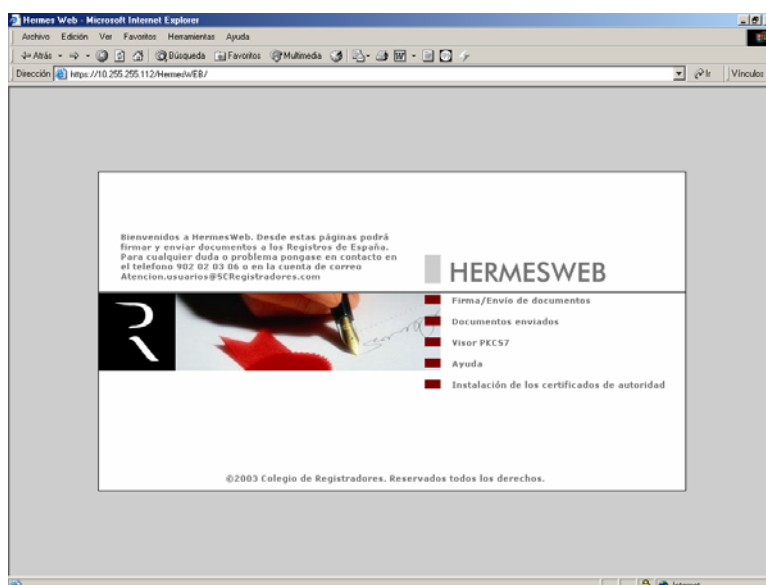 Hermes Web - Microsoft Internet Explorer
Archivo Edición Ver Favoritos Herramientas Ayuda
Atrás Búsqueda Favoritos Multimedia
Dirección https://10.255.255.112/HermesWEB/ Ir Vínculos
Bienvenidos a HermesWeb. Desde estas páginas podrá
firmar y enviar documentos a los Registros de España.
Para cualquier duda o problema pongase en contacto en
el telefono 902 02 03 06 o en la cuenta de correo
Atencion.usuarios@SCRegistradores.com
HERMESWEB
R
Firma/Envío de documentos
Documentos enviados
Visor PKCS7
Ayuda
Instalación de los certificados de autoridad
©2003 Colegio de Registradores. Reservados todos los derechos.
Internet